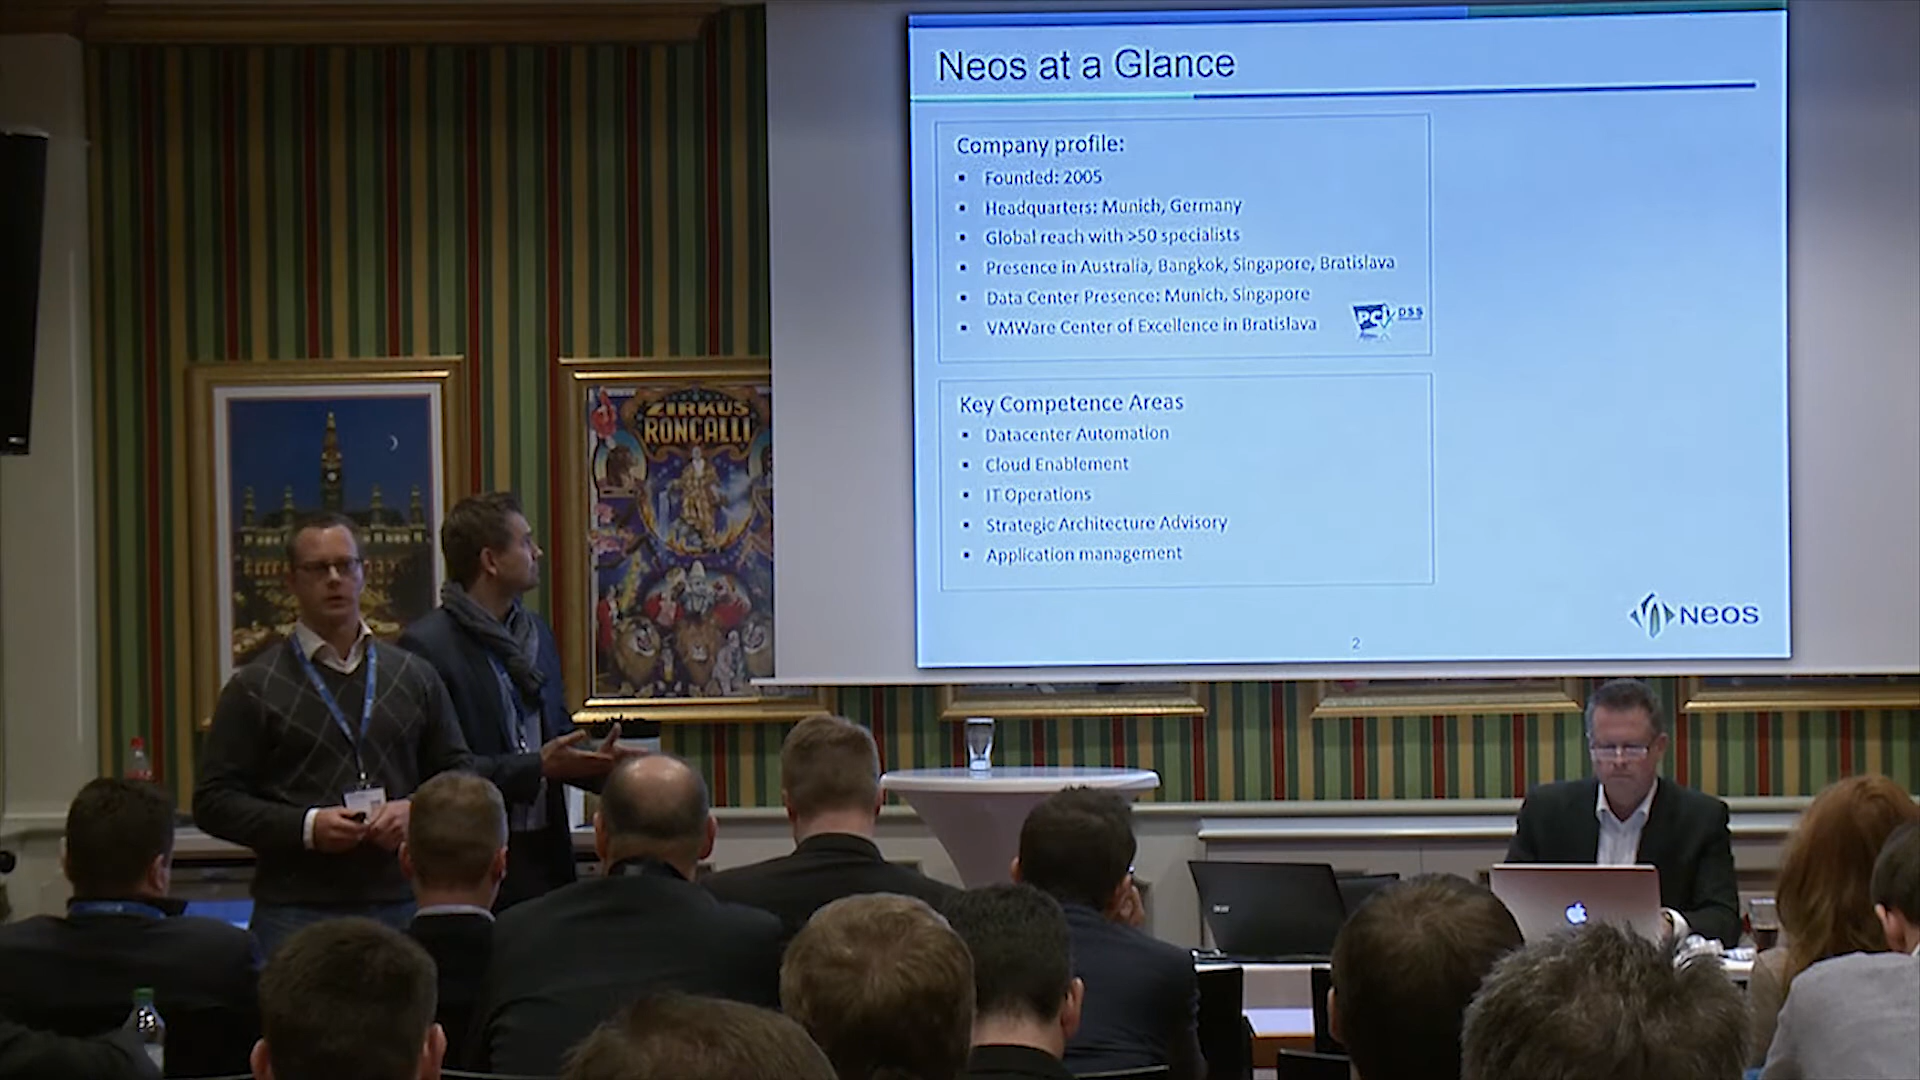 Neos at a Glance
Company profile:
▪ Founded: 2005
▪ Headquarters: Munich, Germany
▪ Global reach with >50 specialists
▪ Presence in Australia, Bangkok, Singapore, Bratislava
▪ Data Center Presence: Munich, Singapore
▪ VMWare Center of Excellence in Bratislava
PCI DSS
Key Competence Areas
▪ Datacenter Automation
▪ Cloud Enablement
▪ IT Operations
▪ Strategic Architecture Advisory
▪ Application management
Neos
2
ZIRKUS
RONCALLI